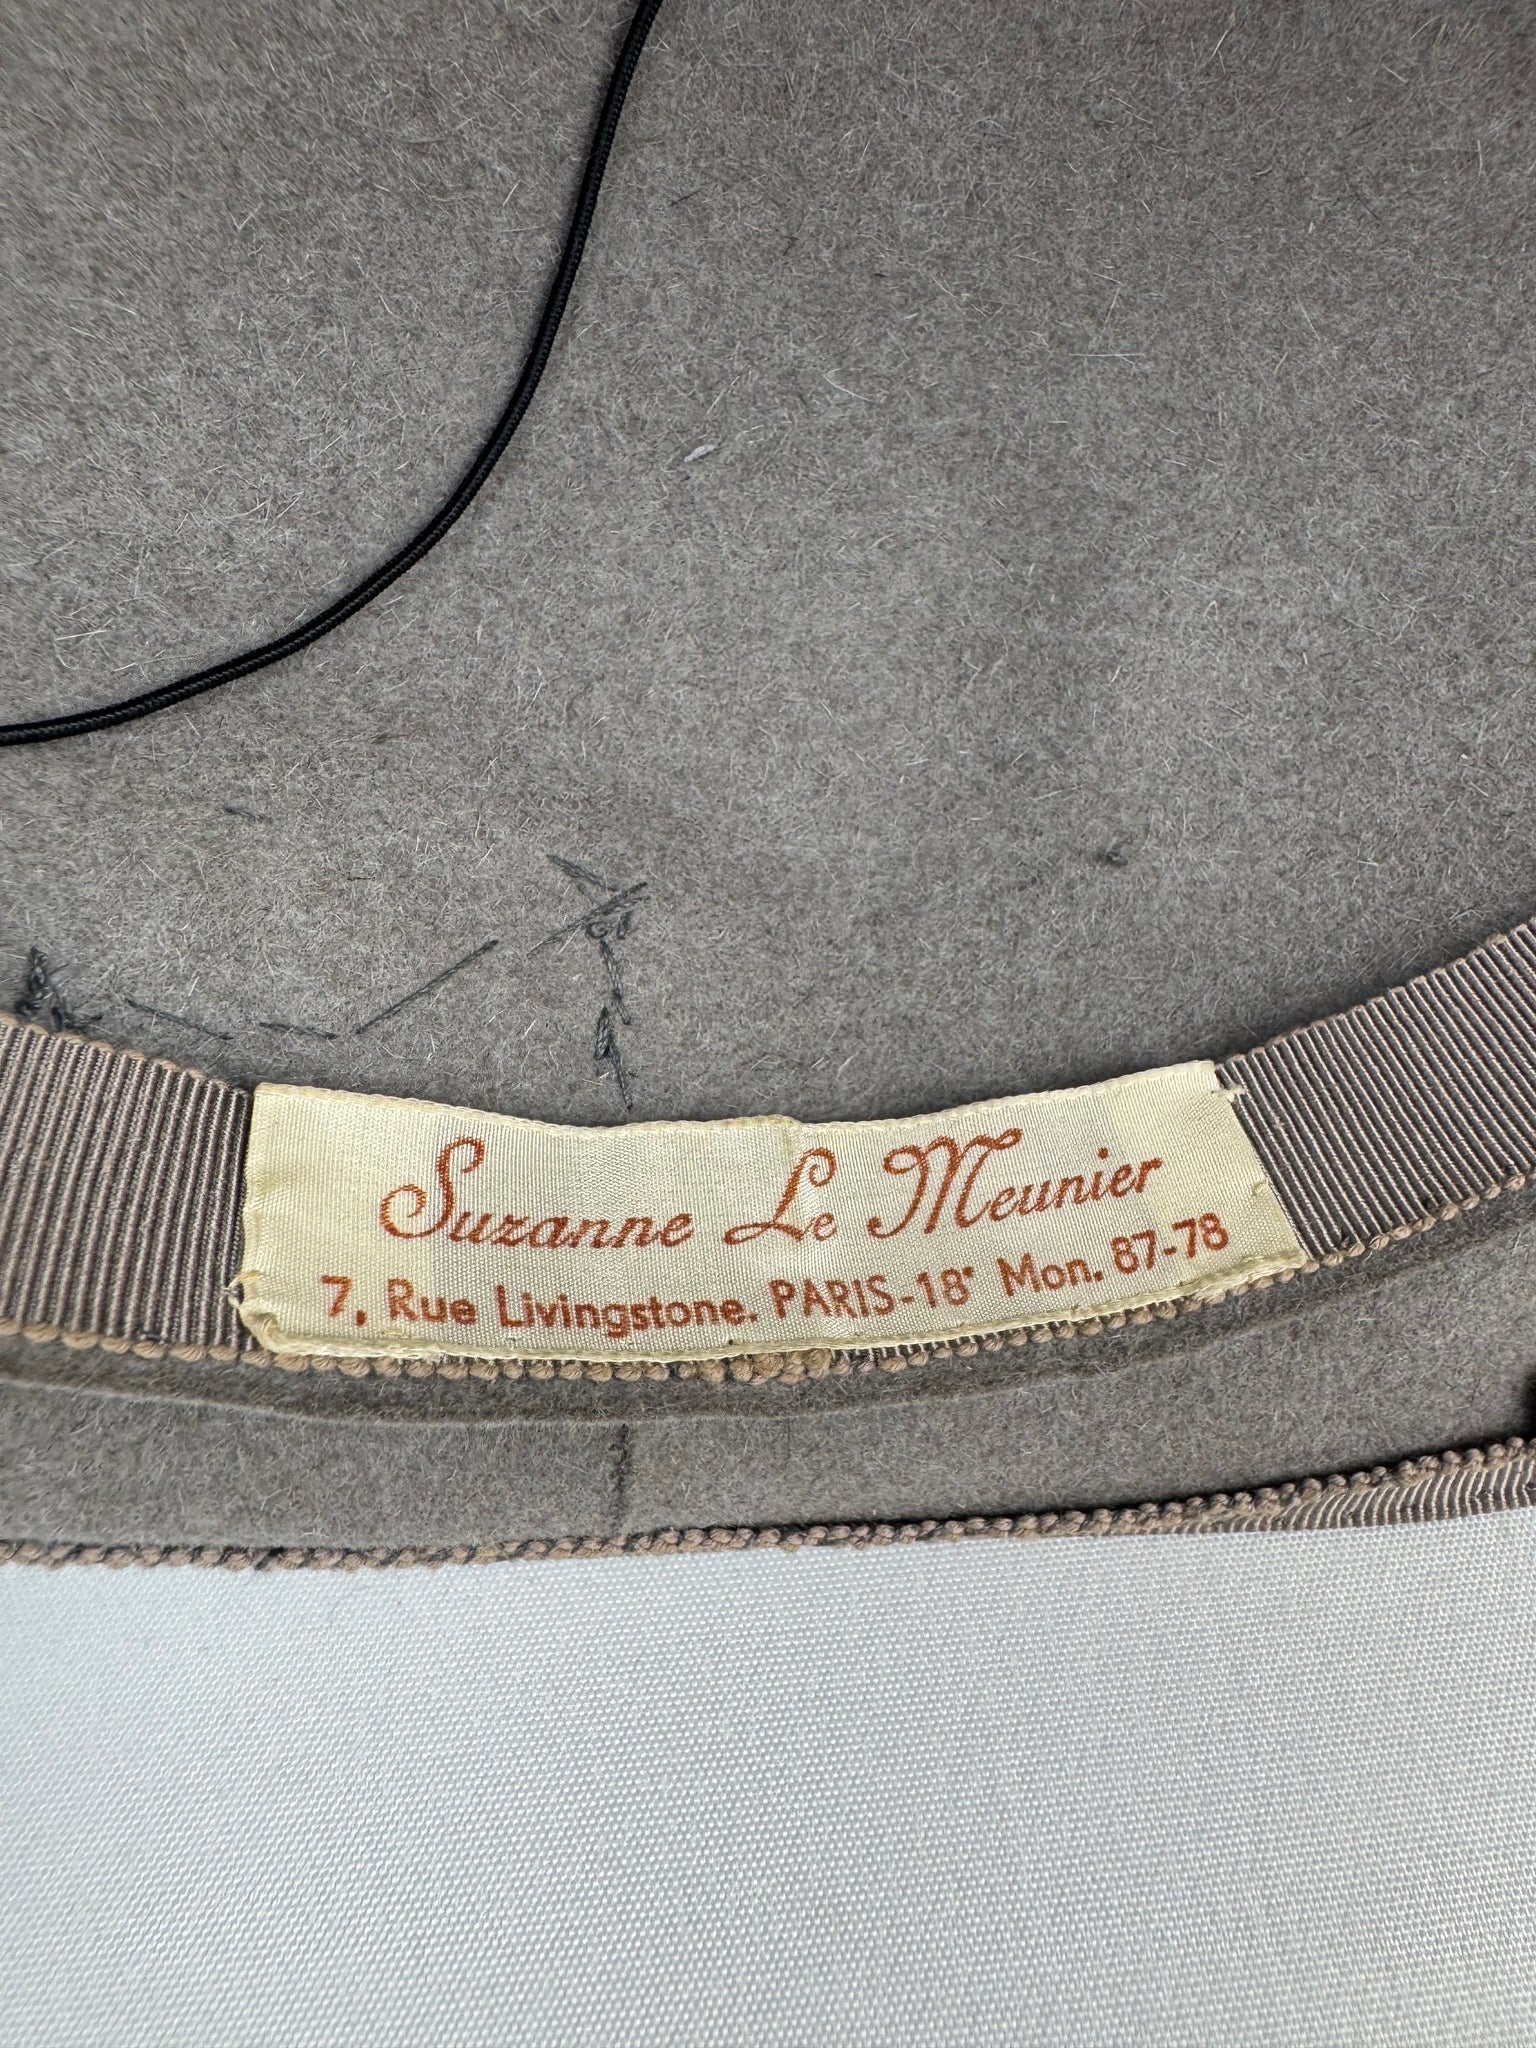 Suzanne Le Meunier
7, Rue Livingstone. PARIS-18e Mon. 87-78